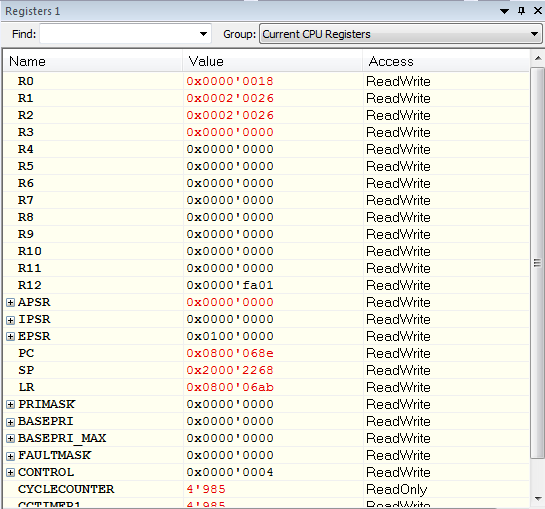 Registers 1
Find: Group: Current CPU Registers
Name Value Access
R0 0x0000'0018 ReadWrite
R1 0x0002'0026 ReadWrite
R2 0x0002'0026 ReadWrite
R3 0x0000'0000 ReadWrite
R4 0x0000'0000 ReadWrite
R5 0x0000'0000 ReadWrite
R6 0x0000'0000 ReadWrite
R7 0x0000'0000 ReadWrite
R8 0x0000'0000 ReadWrite
R9 0x0000'0000 ReadWrite
R10 0x0000'0000 ReadWrite
R11 0x0000'0000 ReadWrite
R12 0x0000'fa01 ReadWrite
APSR 0x0000'0000 ReadWrite
IPSR 0x0000'0000 ReadWrite
EPSR 0x0100'0000 ReadWrite
PC 0x0800'068e ReadWrite
SP 0x2000'2268 ReadWrite
LR 0x0800'06ab ReadWrite
PRIMASK 0x0000'0000 ReadWrite
BASEPRI 0x0000'0000 ReadWrite
BASEPRI_MAX 0x0000'0000 ReadWrite
FAULTMASK 0x0000'0000 ReadWrite
CONTROL 0x0000'0004 ReadWrite
CYCLECOUNTER 4'985 ReadOnly
CCTIMER1 4'985 ReadWrite